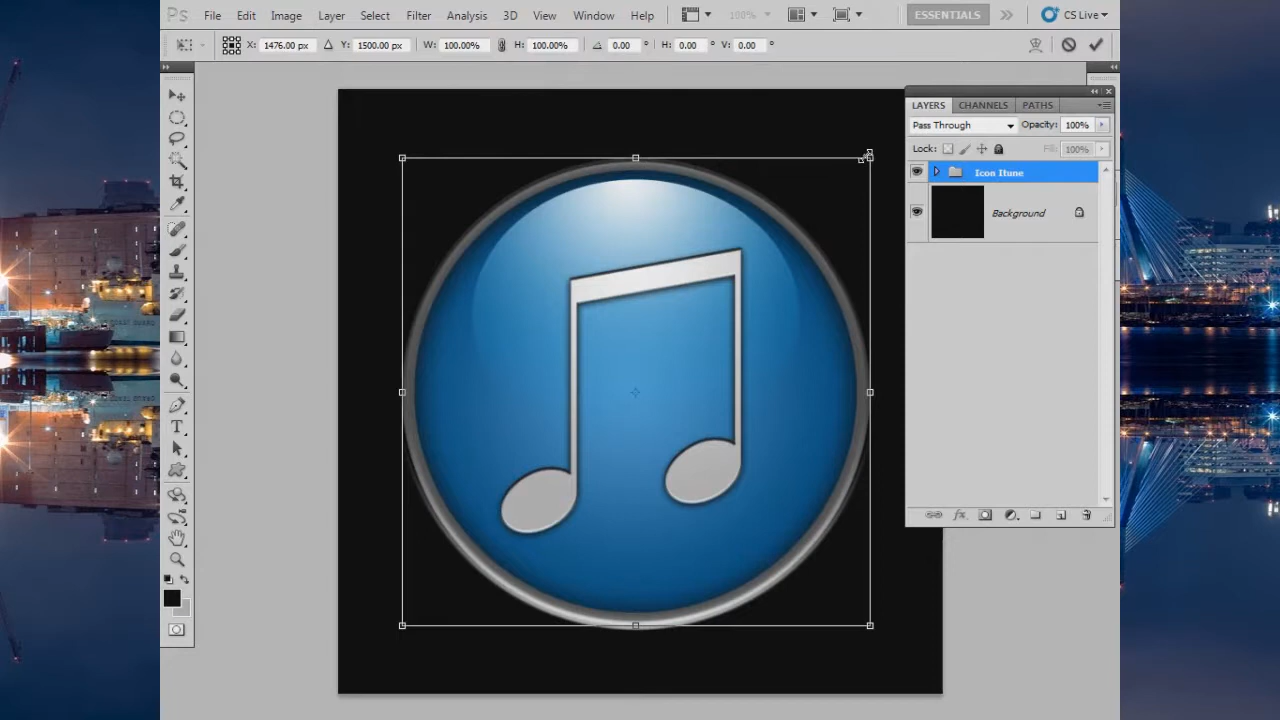 Ps File Edit Image Layer Select Filter Analysis 3D View Window Help 100% ESSENTIALS CS Live
X: 1476.00 px Y: 1500.00 px W: 100.00% H: 100.00% 0.00 ° H: 0.00 ° V: 0.00 °
LAYERS CHANNELS PATHS
Pass Through Opacity: 100%
Lock: Fill: 100%
Icon Itune
Background